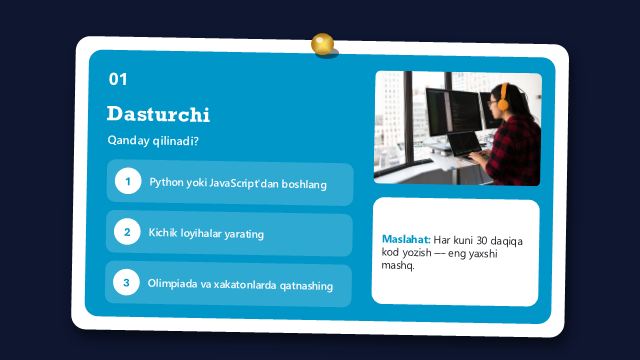 01
Dasturchi
Qanday qilinadi?
1 Python yoki JavaScript'dan boshlang
2 Kichik loyihalar yarating
3 Olimpiada va xakatonlarda qatnashing
Maslahat: Har kuni 30 daqiqa
kod yozish — eng yaxshi
mashq.